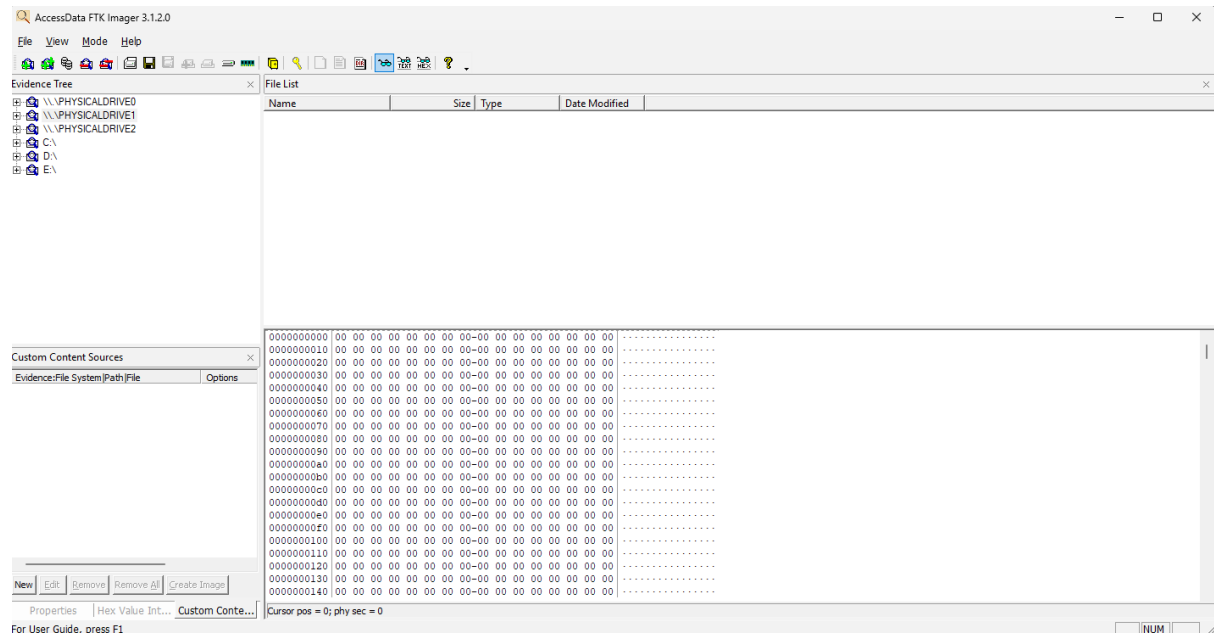 AccessData FTK Imager 3.1.2.0
File View Mode Help
TEXT HEX
Evidence Tree
File List
Name Size Type Date Modified
\\.\PHYSICALDRIVE0
\\.\PHYSICALDRIVE1
\\.\PHYSICALDRIVE2
C:\
D:\
E:\
0000000000 00 00 00 00 00 00 00 00-00 00 00 00 00 00 00 00 ················
0000000010 00 00 00 00 00 00 00 00-00 00 00 00 00 00 00 00 ················
0000000020 00 00 00 00 00 00 00 00-00 00 00 00 00 00 00 00 ················
0000000030 00 00 00 00 00 00 00 00-00 00 00 00 00 00 00 00 ················
0000000040 00 00 00 00 00 00 00 00-00 00 00 00 00 00 00 00 ················
0000000050 00 00 00 00 00 00 00 00-00 00 00 00 00 00 00 00 ················
0000000060 00 00 00 00 00 00 00 00-00 00 00 00 00 00 00 00 ················
0000000070 00 00 00 00 00 00 00 00-00 00 00 00 00 00 00 00 ················
0000000080 00 00 00 00 00 00 00 00-00 00 00 00 00 00 00 00 ················
0000000090 00 00 00 00 00 00 00 00-00 00 00 00 00 00 00 00 ················
00000000a0 00 00 00 00 00 00 00 00-00 00 00 00 00 00 00 00 ················
00000000b0 00 00 00 00 00 00 00 00-00 00 00 00 00 00 00 00 ················
00000000c0 00 00 00 00 00 00 00 00-00 00 00 00 00 00 00 00 ················
00000000d0 00 00 00 00 00 00 00 00-00 00 00 00 00 00 00 00 ················
00000000e0 00 00 00 00 00 00 00 00-00 00 00 00 00 00 00 00 ················
00000000f0 00 00 00 00 00 00 00 00-00 00 00 00 00 00 00 00 ················
0000000100 00 00 00 00 00 00 00 00-00 00 00 00 00 00 00 00 ················
0000000110 00 00 00 00 00 00 00 00-00 00 00 00 00 00 00 00 ················
0000000120 00 00 00 00 00 00 00 00-00 00 00 00 00 00 00 00 ················
0000000130 00 00 00 00 00 00 00 00-00 00 00 00 00 00 00 00 ················
0000000140 00 00 00 00 00 00 00 00-00 00 00 00 00 00 00 00 ················
Custom Content Sources
Evidence:File System|Path|File Options
New Edit Remove Remove All Create Image
Properties Hex Value Int... Custom Conte...
Cursor pos = 0; phy sec = 0
For User Guide, press F1
NUM